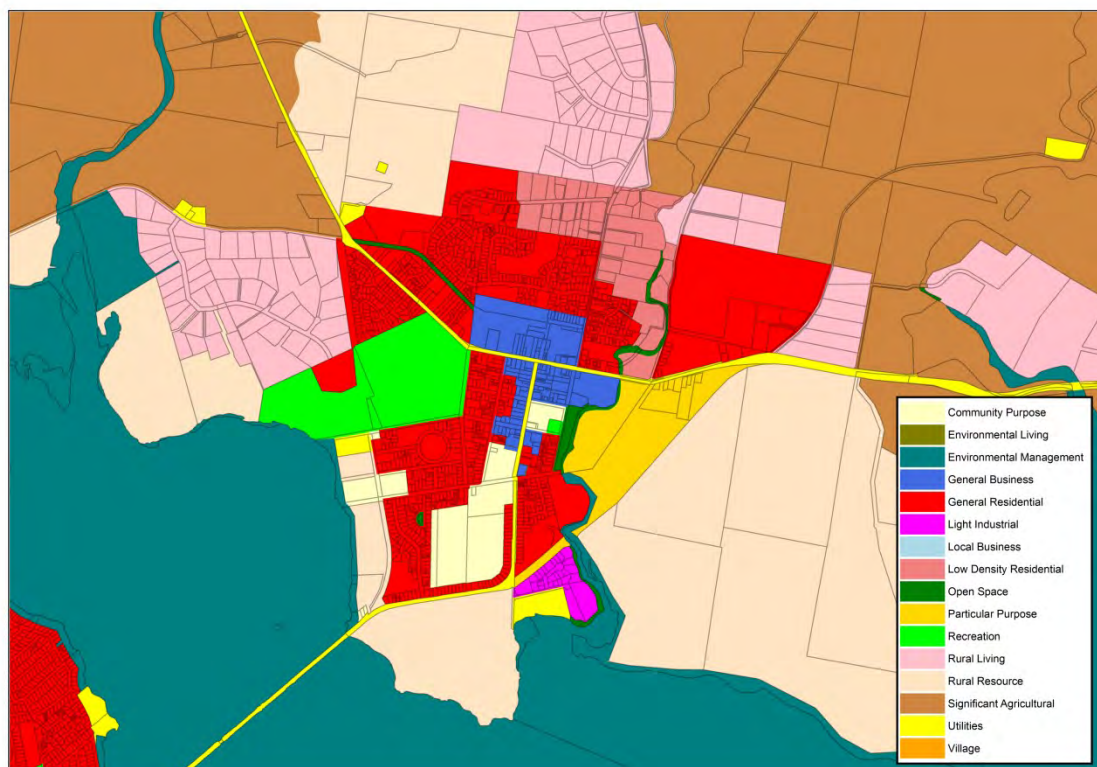 Community Purpose
Environmental Living
Environmental Management
General Business
General Residential
Light Industrial
Local Business
Low Density Residential
Open Space
Particular Purpose
Recreation
Rural Living
Rural Resource
Significant Agricultural
Utilities
Village